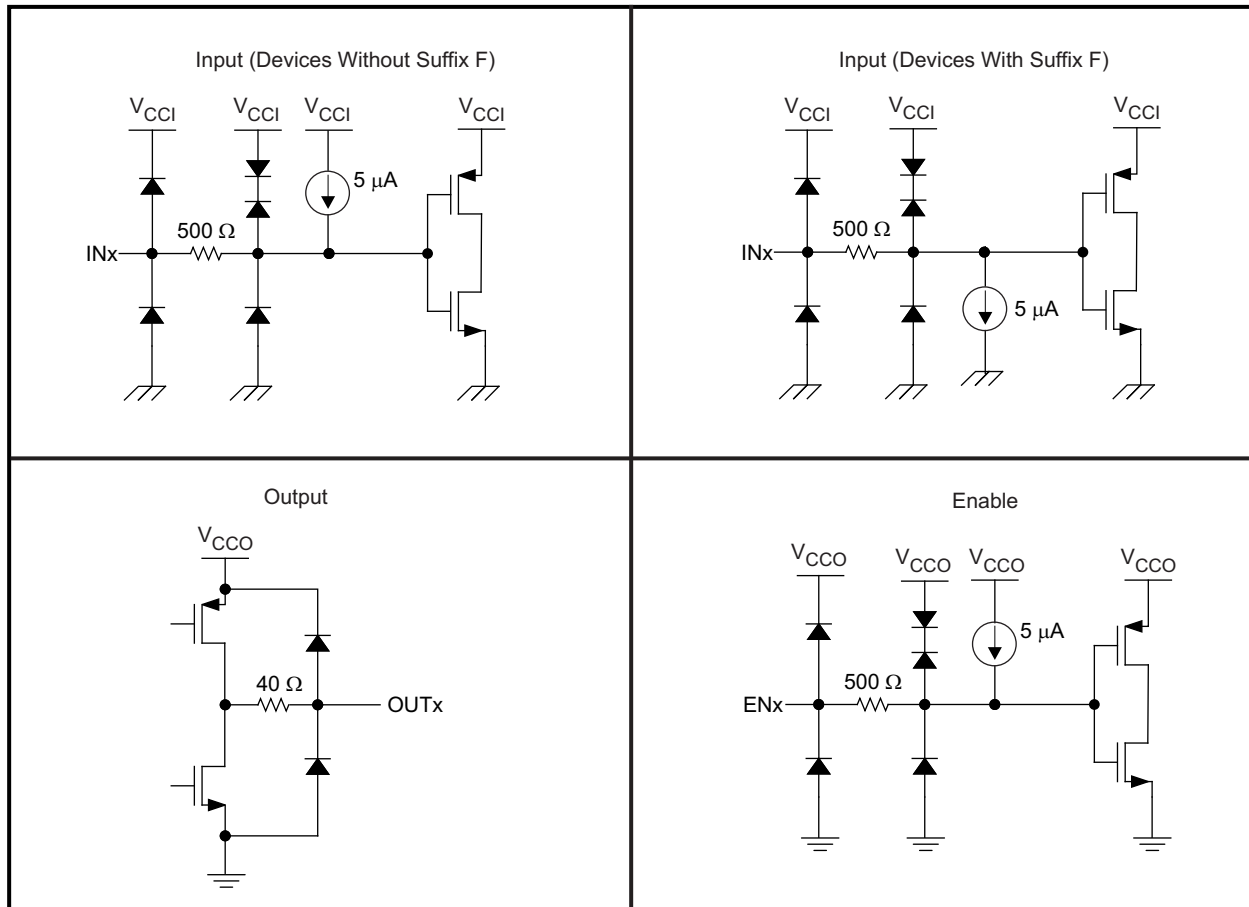 Input (Devices Without Suffix F)
VCCI VCCI VCCI VCCI
5 μA
500 Ω
INx
Input (Devices With Suffix F)
VCCI VCCI VCCI
500 Ω
INx
5 μA
Output
VCCO
40 Ω
OUTx
Enable
VCCO VCCO VCCO VCCO
5 μA
500 Ω
ENx